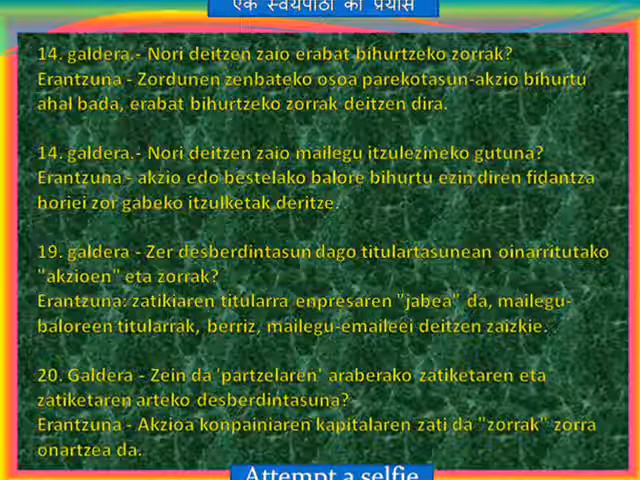 एक स्वयंपाठी का प्रयास
14. galdera.- Nori deitzen zaio erabat bihurtzeko zorrak?
Erantzuna - Zordunen zenbateko osoa parekotasun-akzio bihurtu
ahal bada, erabat bihurtzeko zorrak deitzen dira.
14. galdera.- Nori deitzen zaio mailegu itzulezineko gutuna?
Erantzuna - akzio edo bestelako balore bihurtu ezin diren fidantza
horiei zor gabeko itzulketak deritze.
19. galdera - Zer desberdintasun dago titulartasunean oinarritutako
"akzioen" eta zorrak?
Erantzuna: zatikiaren titularra enpresaren "jabea" da, mailegu-
baloreen titularrak, berriz, mailegu-emaileei deitzen zaizkie. .
20. Galdera - Zein da 'partzelaren' araberako zatiketaren eta
zatiketaren arteko desberdintasuna?
Erantzuna - Akzioa konpainiaren kapitalaren zati da "zorrak" zorra
onartzea da.
Attempt a selfie